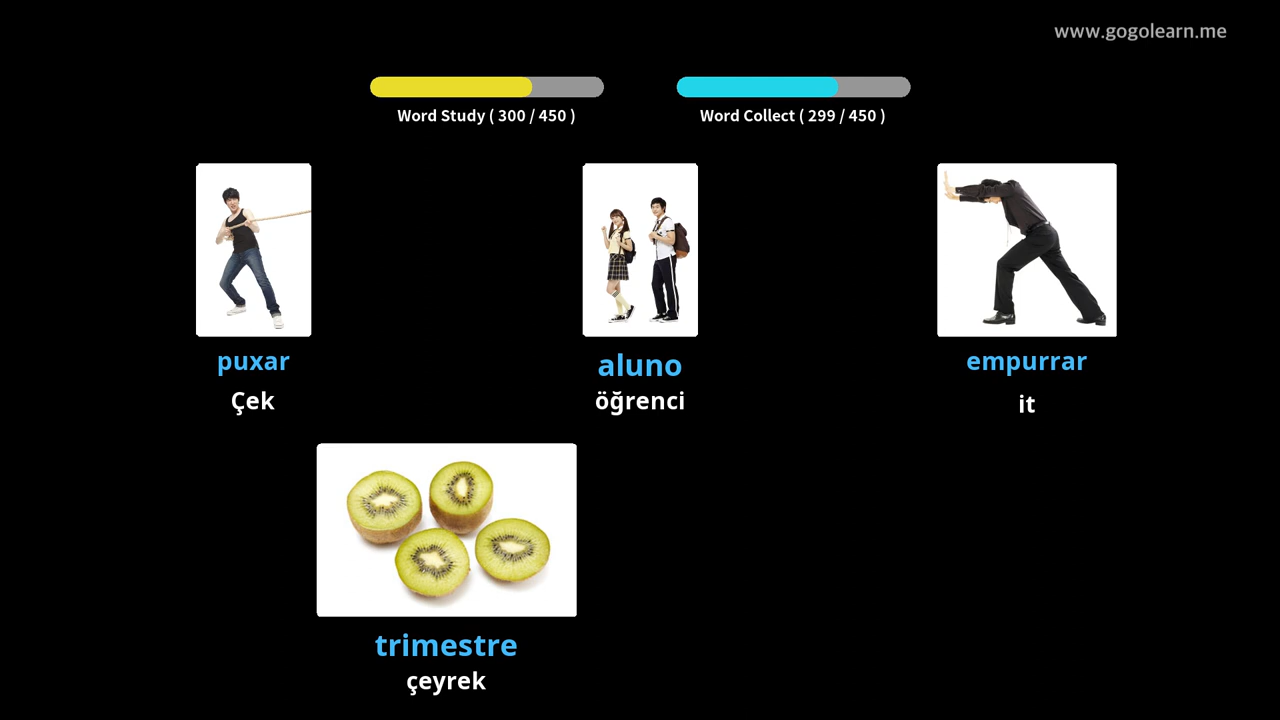 www.gogolearn.me
Word Study ( 300 / 450 )
Word Collect ( 299 / 450 )
puxar
Çek
aluno
öğrenci
empurrar
it
trimestre
çeyrek